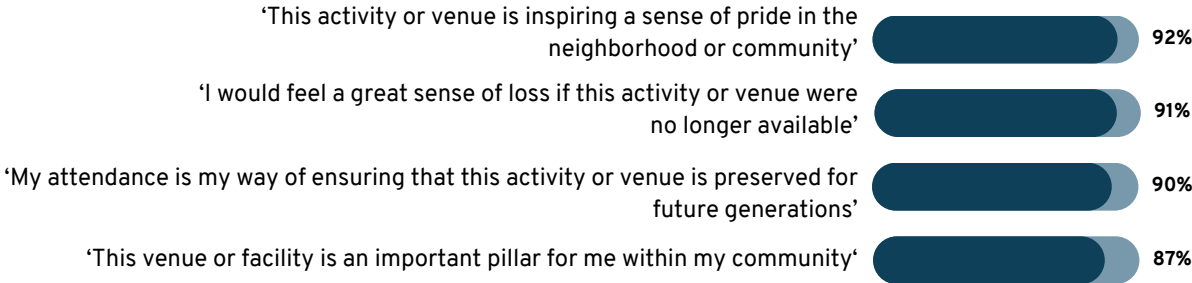 ‘This activity or venue is inspiring a sense of pride in the
neighborhood or community’
92%
‘I would feel a great sense of loss if this activity or venue were
no longer available’
91%
‘My attendance is my way of ensuring that this activity or venue is preserved for
future generations’
90%
‘This venue or facility is an important pillar for me within my community‘
87%